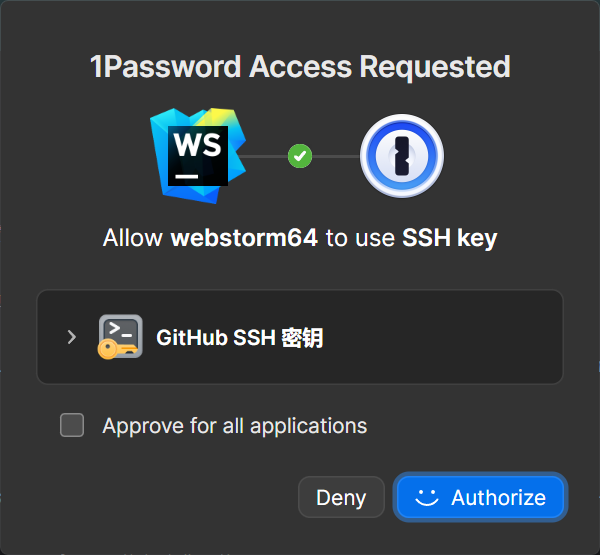 1Password Access Requested
WS
Allow webstorm64 to use SSH key
GitHub SSH 密钥
Approve for all applications
Deny
Authorize